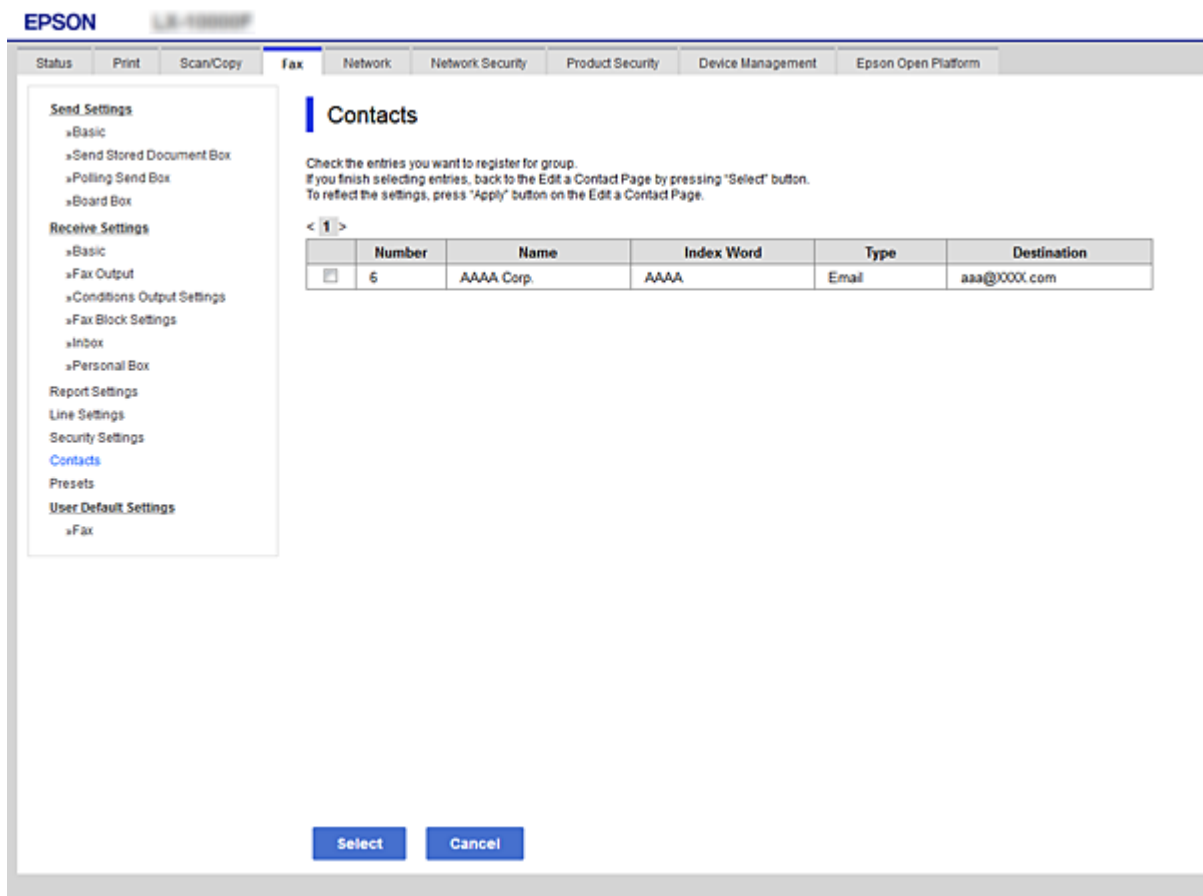 EPSON
Status Print Scan/Copy Fax Network Network Security Product Security Device Management Epson Open Platform
Send Settings
»Basic
»Send Stored Document Box
»Polling Send Box
»Board Box
Receive Settings
»Basic
»Fax Output
»Conditions Output Settings
»Fax Block Settings
»Inbox
»Personal Box
Report Settings
Line Settings
Security Settings
Contacts
Presets
User Default Settings
»Fax
Contacts
Check the entries you want to register for group.
If you finish selecting entries, back to the Edit a Contact Page by pressing "Select" button.
To reflect the settings, press "Apply" button on the Edit a Contact Page.
< 1 >
Number Name Index Word Type Destination
6 AAAA Corp. AAAA Email aaa@XXXX.com
Select Cancel